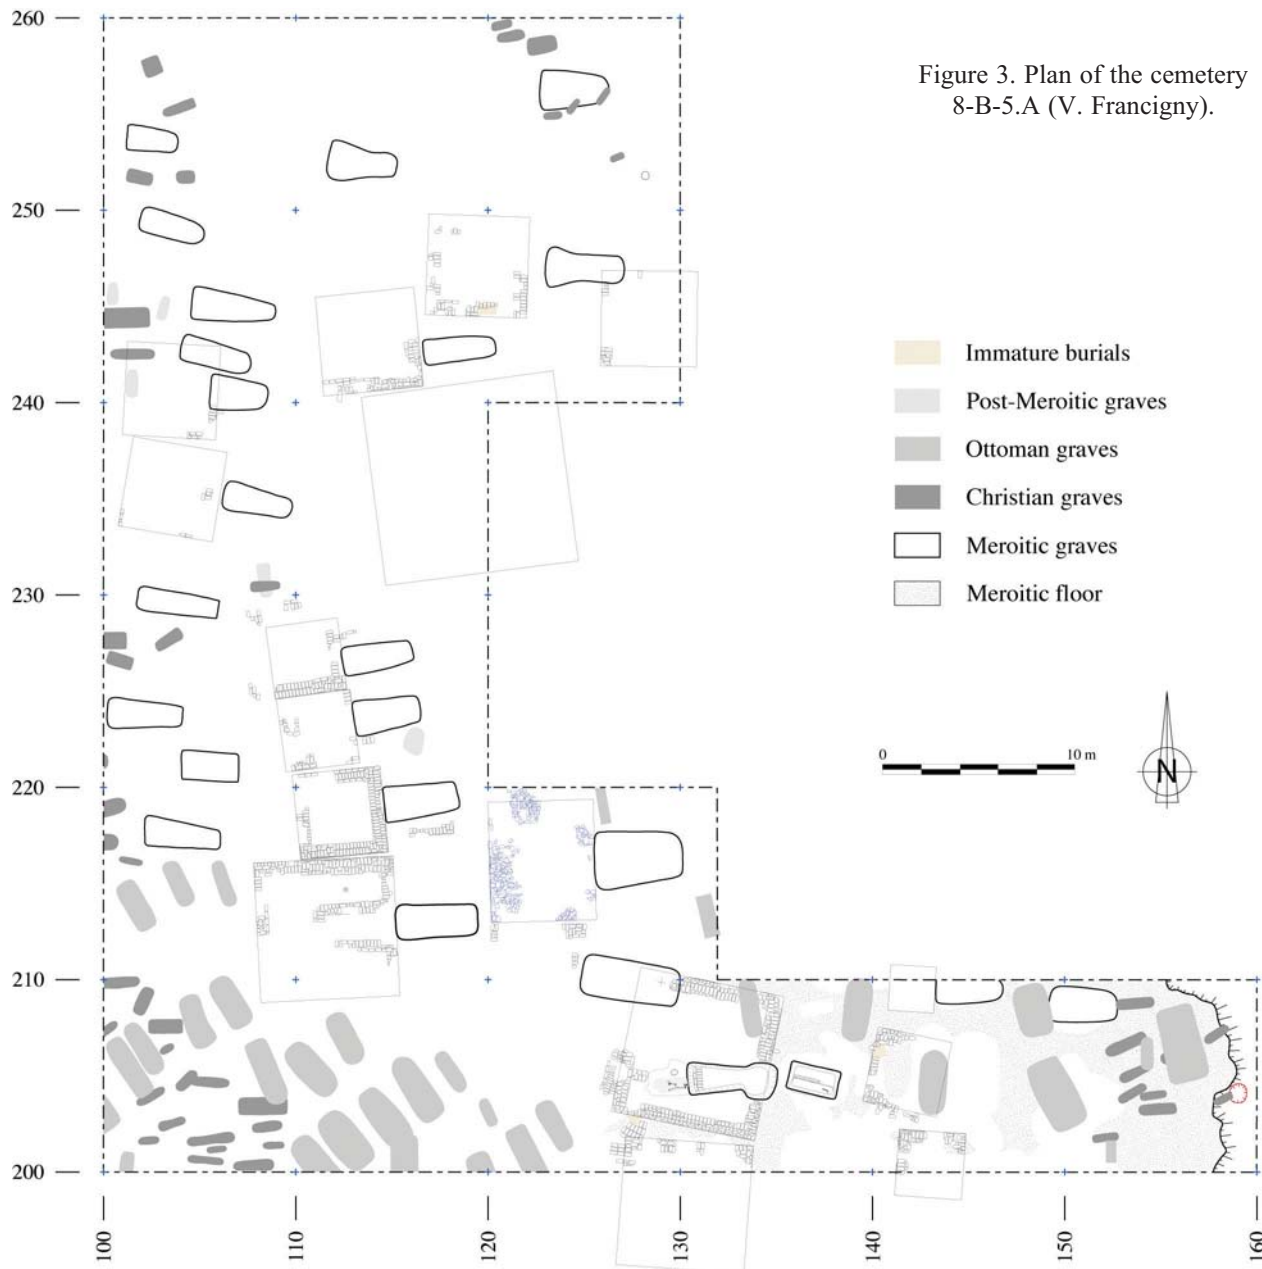 260
Figure 3. Plan of the cemetery
8-B-5.A (V. Francigny).
250
Immature burials
Post-Meroitic graves
240
Ottoman graves
Christian graves
Meroitic graves
230
Meroitic floor
0 10 m
N
220
210
200
100 110 120 130 140 150 160